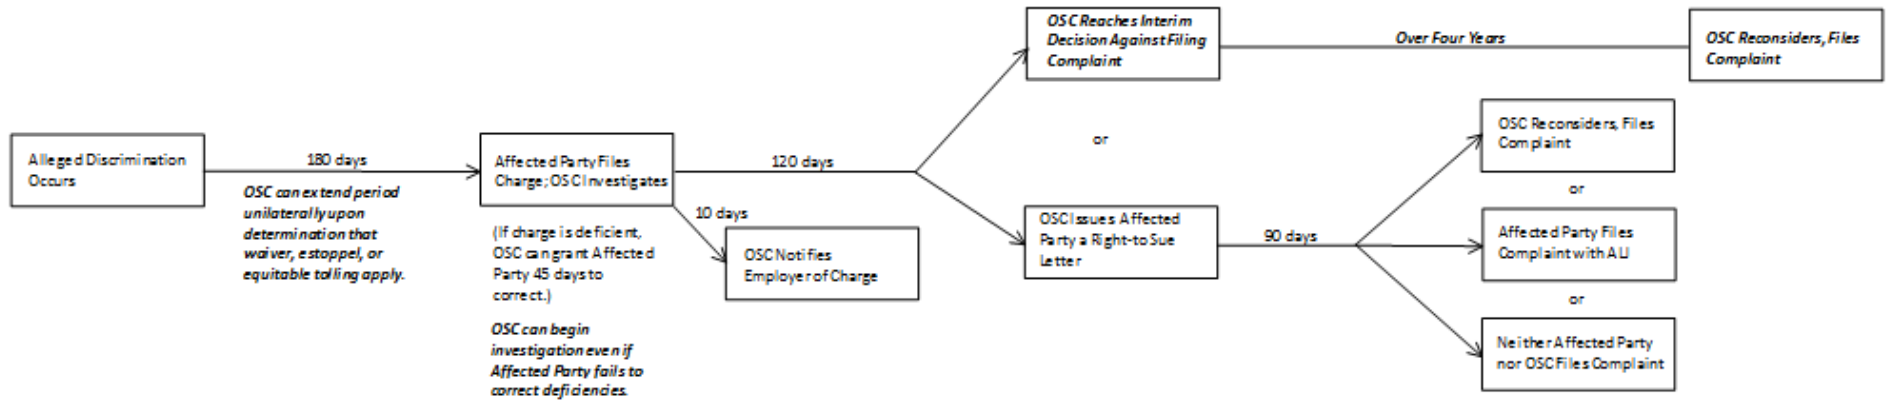 Alleged Discrimination
Occurs
180 days
OSC can extend period
unilaterally upon
determination that
waiver, estoppel, or
equitable tolling apply.
Affected Party Files
Charge; OSC Investigates
(If charge is deficient,
OSC can grant Affected
Party 45 days to
correct.)
OSC can begin
investigation even if
Affected Party fails to
correct deficiencies.
10 days
OSC Notifies
Employer of Charge
120 days
OSC Reaches Interim
Decision Against Filing
Complaint
Over Four Years
OSC Reconsiders, Files
Complaint
or
OSC Issues Affected
Party a Right-to Sue
Letter
90 days
OSC Reconsiders, Files
Complaint
or
Affected Party Files
Complaint with ALJ
or
Neither Affected Party
nor OSC Files Complaint